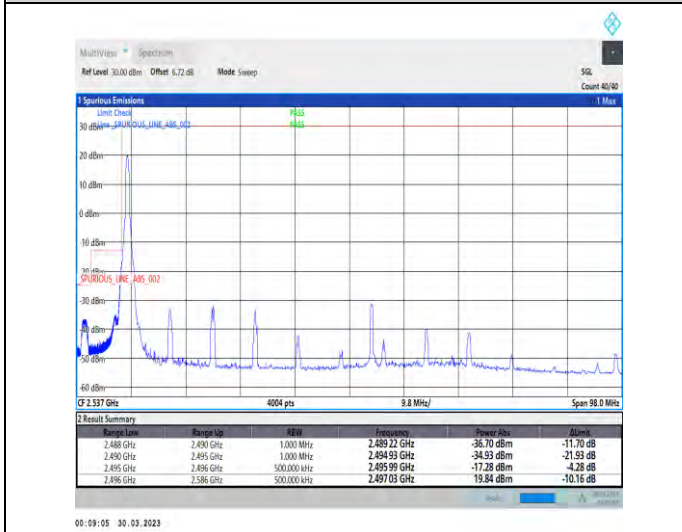 MultiView Spectrum
Ref Level 30.00 dBm Offset 6.72 dB Mode Sweep SGL
Count 40/40
1 Spurious Emissions 1 Max
Limit Check PASS
30 dBm Line _SPURIOUS_LINE_ABS_002 PASS
20 dBm
10 dBm
0 dBm
-10 dBm
-20 dBm
_SPURIOUS_LINE_ABS_002
-30 dBm
-40 dBm
-50 dBm
-60 dBm
CF 2.537 GHz 4004 pts 9.8 MHz/ Span 98.0 MHz
2 Result Summary
Range Low Range Up RBW Frequency Power Abs ΔLimit
2.488 GHz 2.490 GHz 1.000 MHz 2.489 22 GHz -36.70 dBm -11.70 dB
2.490 GHz 2.495 GHz 1.000 MHz 2.494 93 GHz -34.93 dBm -21.93 dB
2.495 GHz 2.496 GHz 500.000 kHz 2.495 99 GHz -17.28 dBm -4.28 dB
2.496 GHz 2.586 GHz 500.000 kHz 2.497 03 GHz 19.84 dBm -10.16 dB
00:09:05 30.03.2023